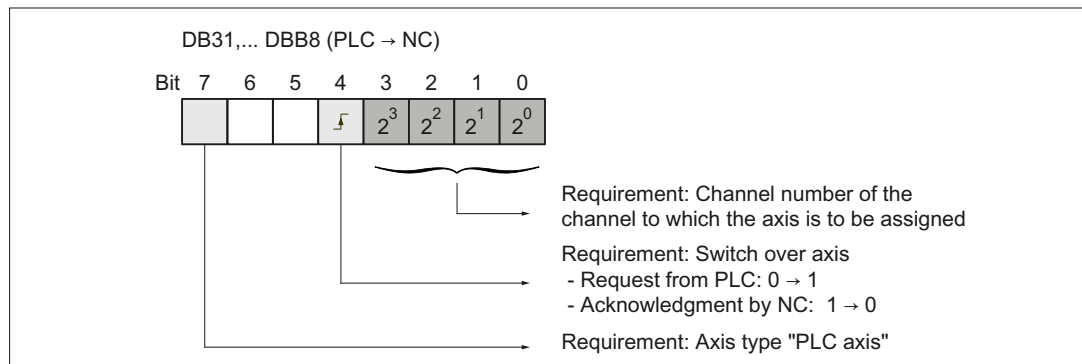 DB31,... DBB8 (PLC → NC)
Bit 7 6 5 4 3 2 1 0
2³ 2² 2¹ 2⁰
Requirement: Channel number of the
channel to which the axis is to be assigned
Requirement: Switch over axis
- Request from PLC: 0 → 1
- Acknowledgment by NC: 1 → 0
Requirement: Axis type "PLC axis"